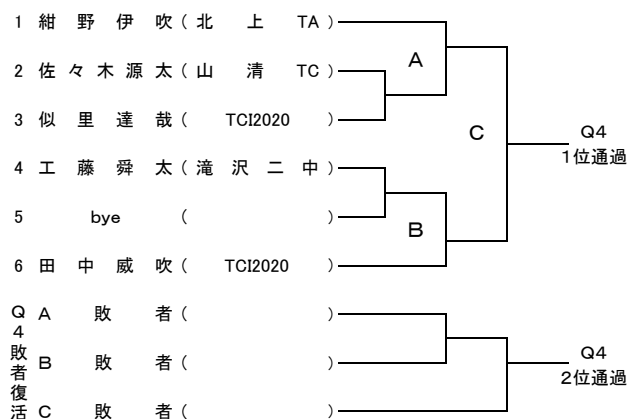 1 紺野伊吹(北上 TA)
A
2 佐々木源太(山清 TC)
3 似里達哉( TCI2020 )
C
Q4
1位通過
4 工藤舜太(滝沢二中)
5 bye ( )
B
6 田中威吹( TCI2020 )
Q4敗者復活
A 敗者( )
B 敗者( )
Q4
2位通過
C 敗者( )